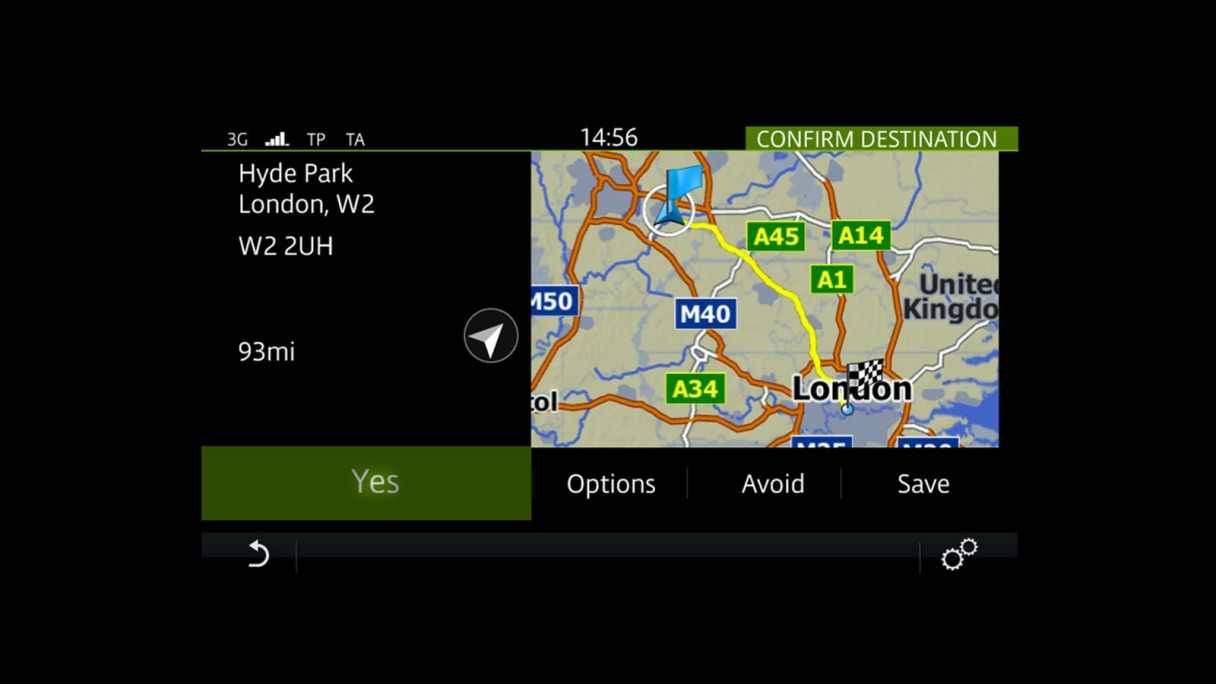 3G TP TA 14:56 CONFIRM DESTINATION
Hyde Park
London, W2
W2 2UH
93mi
A45 A14
A1
M50
M40
United
Kingdo
A34
London
tol
M25
Yes Options Avoid Save